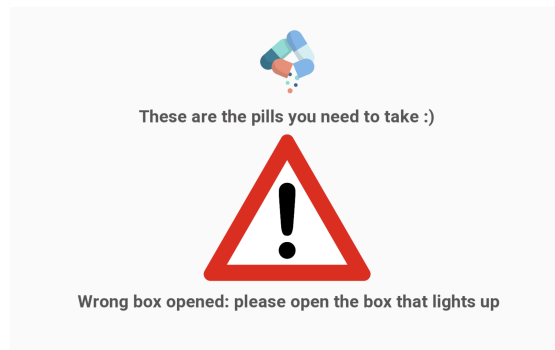 These are the pills you need to take :)
Wrong box opened: please open the box that lights up